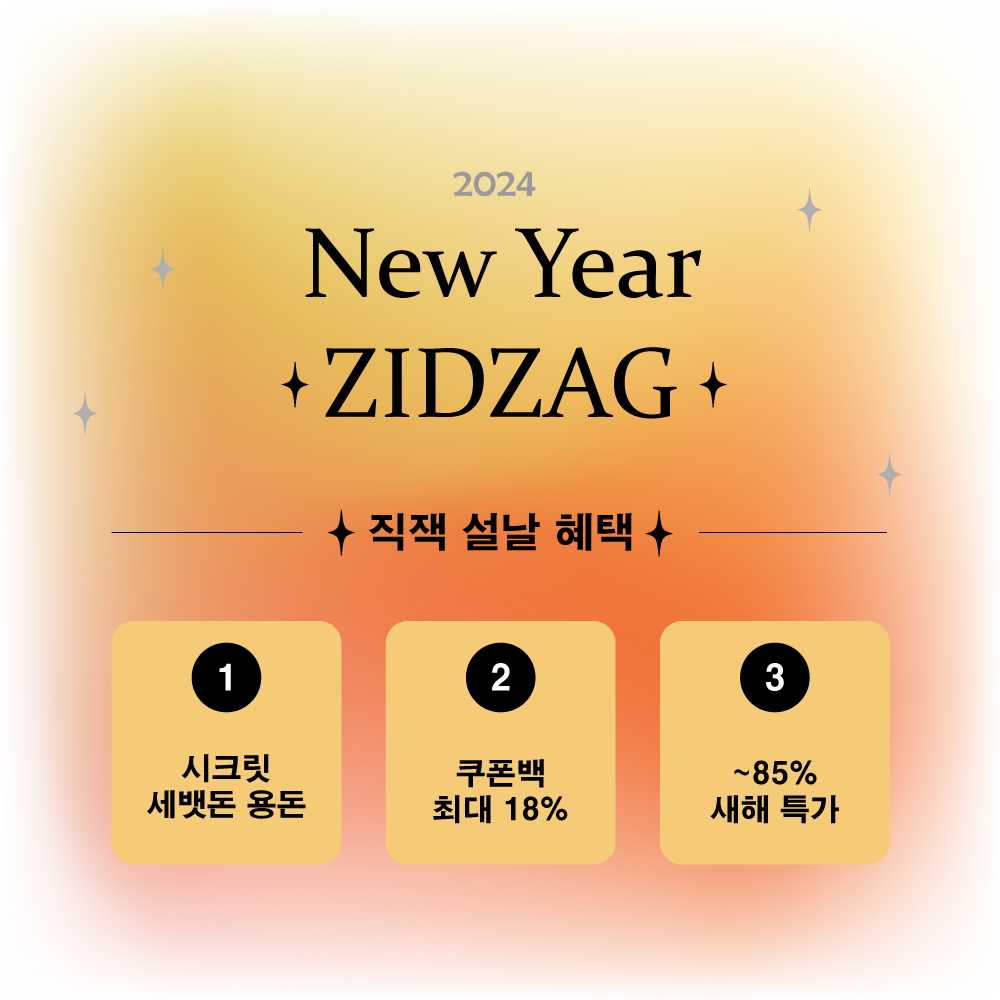 2024
New Year
ZIDZAG
직잭 설날 혜택
1
시크릿
세뱃돈 용돈
2
쿠폰백
최대 18%
3
~85%
새해 특가